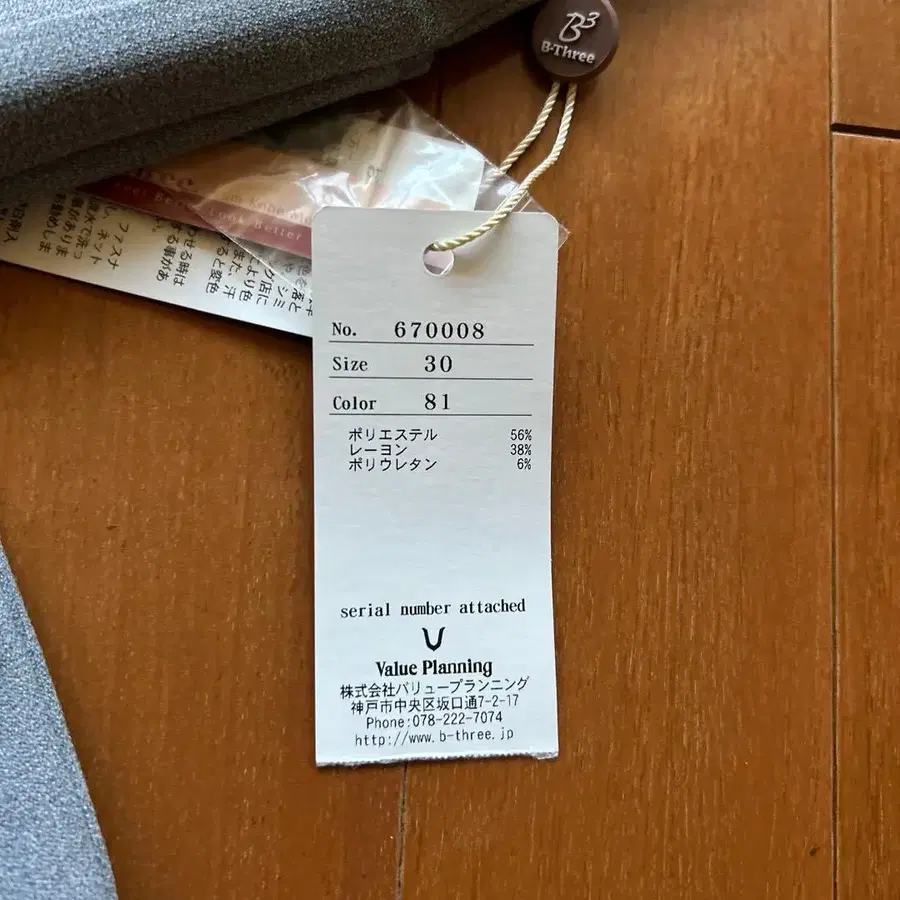 B3
B-Three
No. 670008
Size 30
Color 81
ポリエステル 56%
レーヨン 38%
ポリウレタン 6%
serial number attached
Value Planning
株式会社バリュープランニング
神戸市中央区坂口通7-2-17
Phone:078-222-7074
http://www.b-three.jp
Look Better